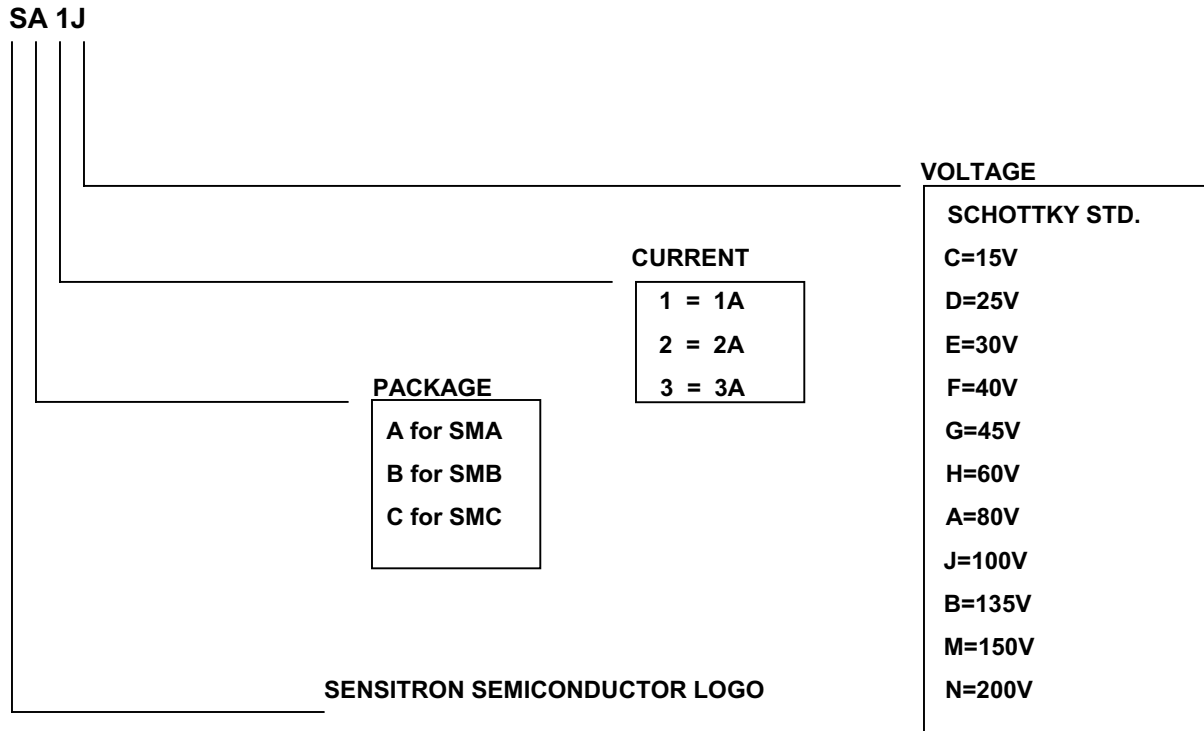 SA 1J
VOLTAGE
SCHOTTKY STD.
C=15V
D=25V
E=30V
F=40V
G=45V
H=60V
A=80V
J=100V
B=135V
M=150V
N=200V
CURRENT
1 = 1A
2 = 2A
3 = 3A
PACKAGE
A for SMA
B for SMB
C for SMC
SENSITRON SEMICONDUCTOR LOGO